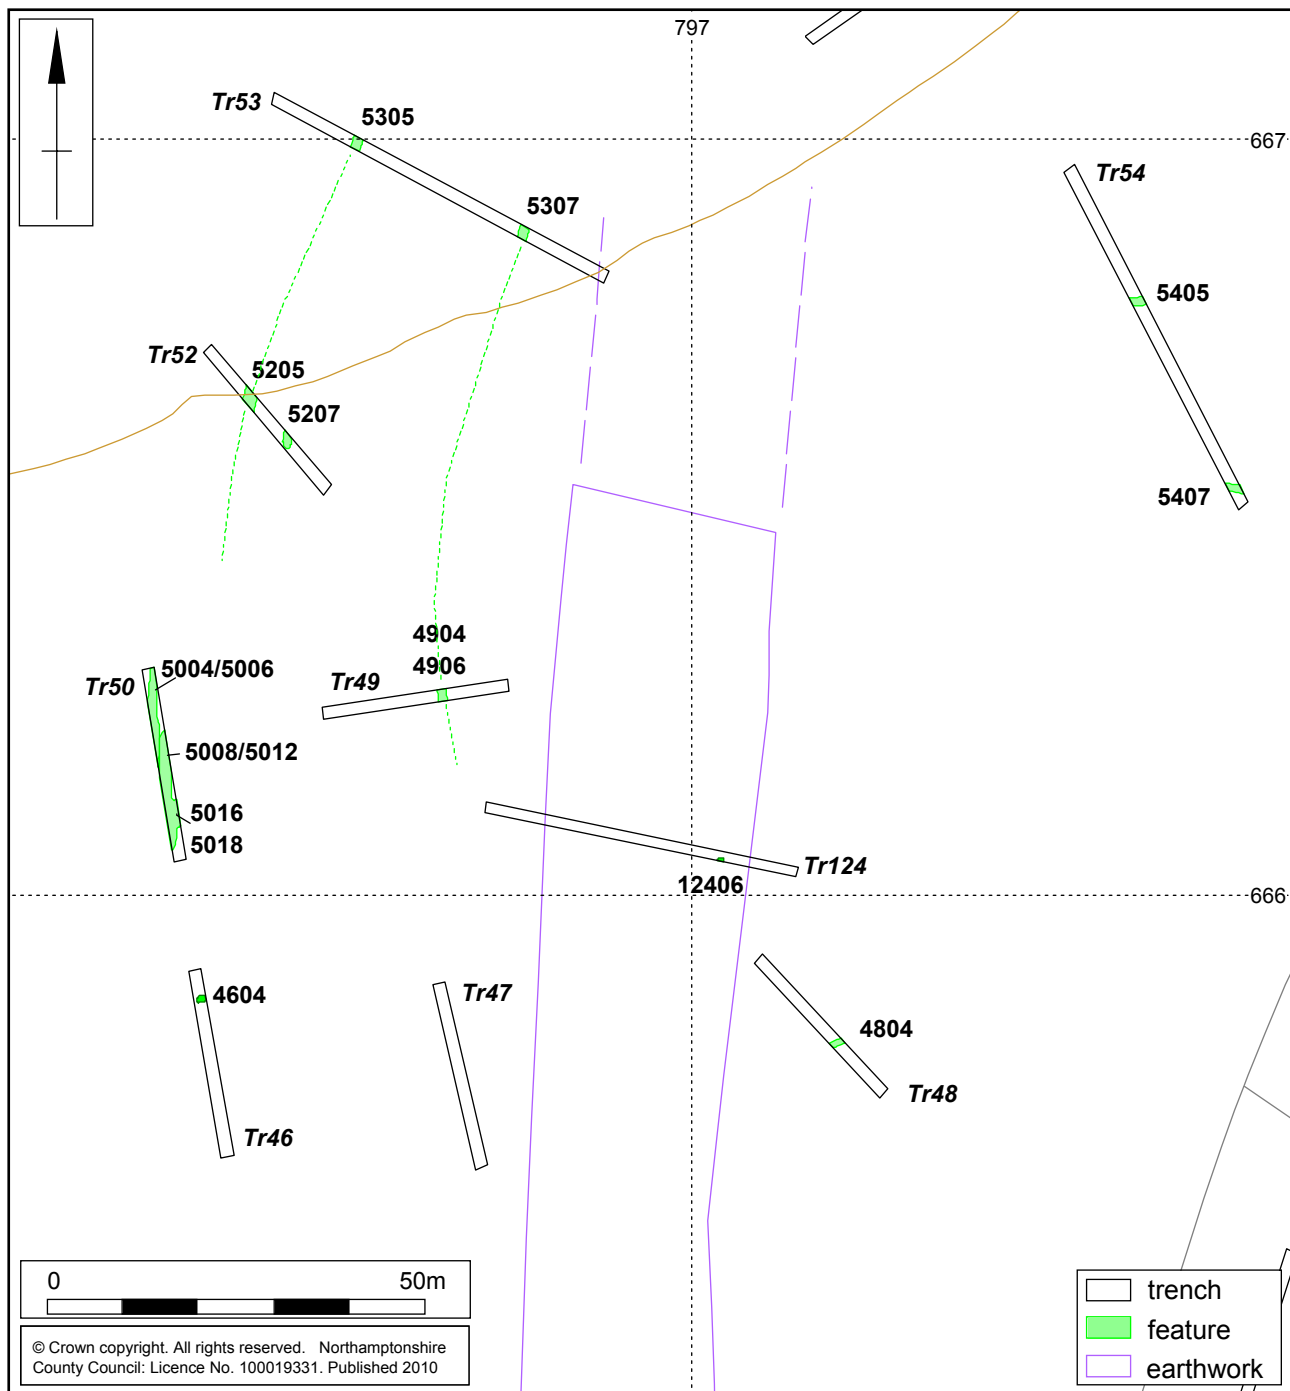 797
Tr53
5305
667
Tr54
5307
5405
Tr52
5205
5207
5407
4904
4906
Tr49
5004/5006
Tr50
5008/5012
5016
5018
Tr124
12406
666
4604
Tr47
4804
Tr48
Tr46
0 50m
© Crown copyright. All rights reserved. Northamptonshire
County Council: Licence No. 100019331. Published 2010
trench
feature
earthwork